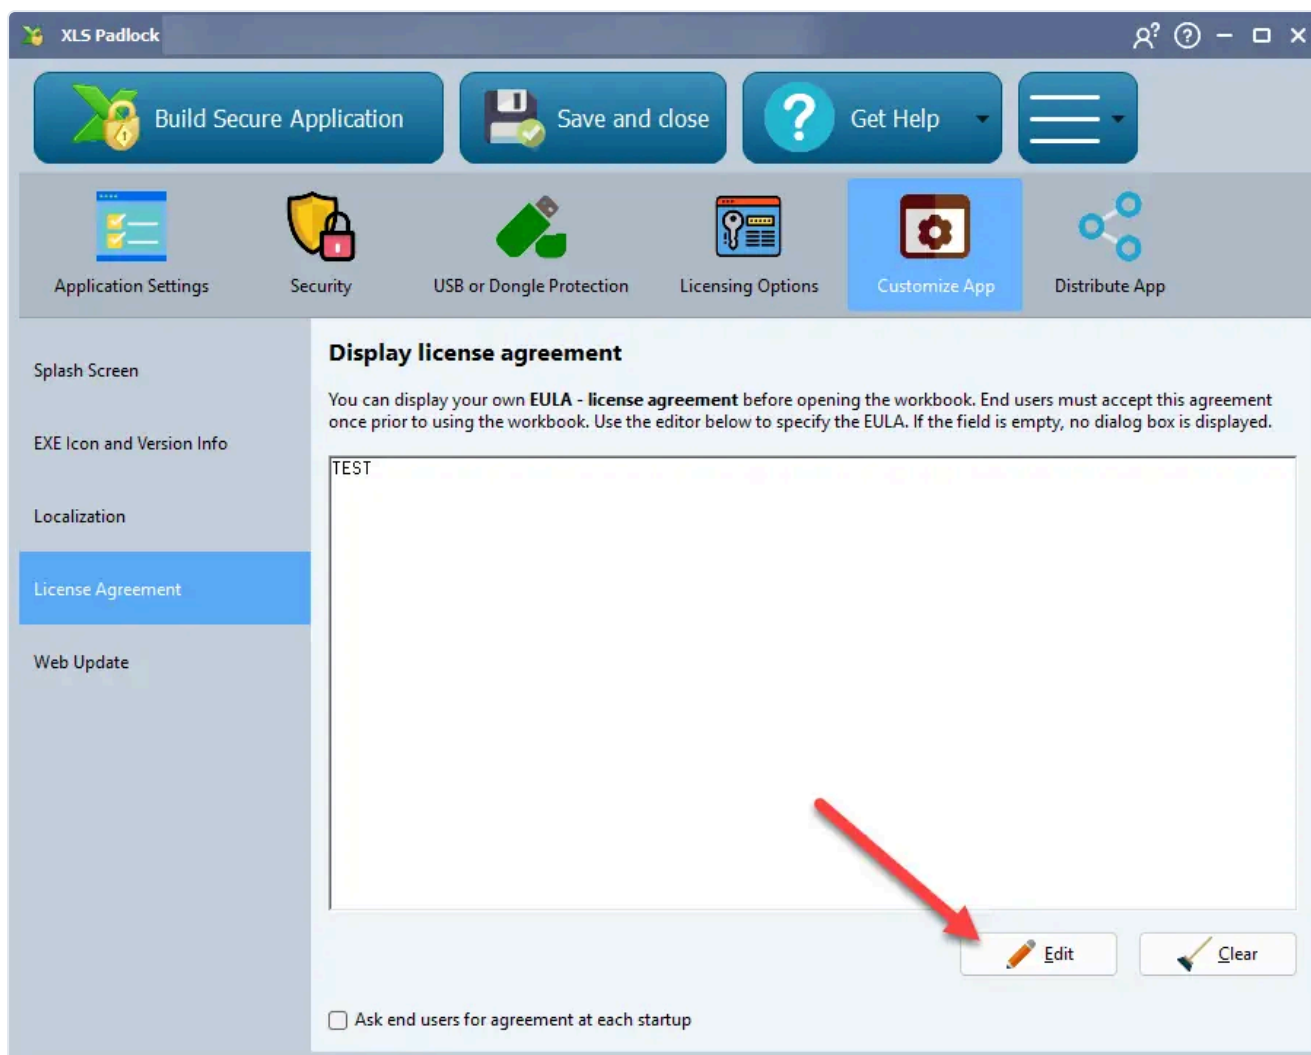 XLS Padlock
Build Secure Application
Save and close
Get Help
Application Settings
Security
USB or Dongle Protection
Licensing Options
Customize App
Distribute App
Splash Screen
EXE Icon and Version Info
Localization
License Agreement
Web Update
Display license agreement
You can display your own EULA - license agreement before opening the workbook. End users must accept this agreement
once prior to using the workbook. Use the editor below to specify the EULA. If the field is empty, no dialog box is displayed.
TEST
Edit
Clear
Ask end users for agreement at each startup